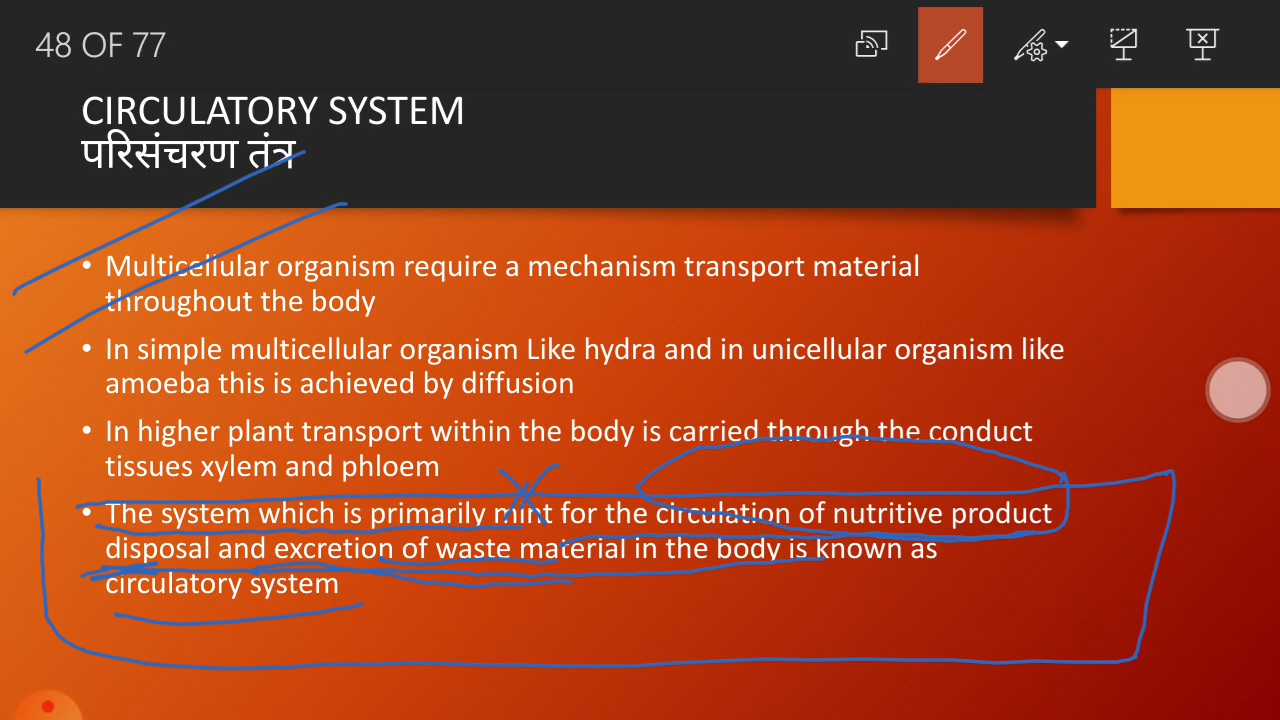 48 OF 77
CIRCULATORY SYSTEM
परिसंचरण तंत्र
• Multicellular organism require a mechanism transport material
throughout the body
• In simple multicellular organism Like hydra and in unicellular organism like
amoeba this is achieved by diffusion
• In higher plant transport within the body is carried through the conduct
tissues xylem and phloem
• The system which is primarily mint for the circulation of nutritive product
disposal and excretion of waste material in the body is known as
circulatory system